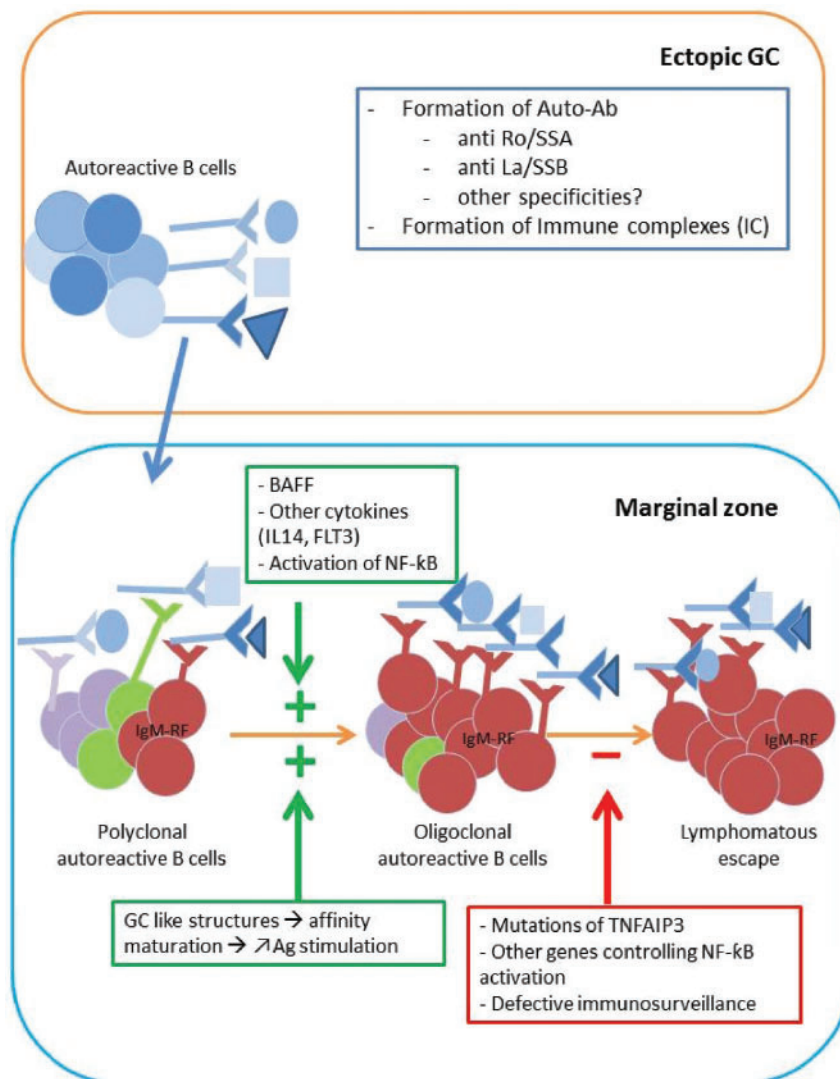 Ectopic GC
Autoreactive B cells
- Formation of Auto-Ab
- anti Ro/SSA
- anti La/SSB
- other specificities?
- Formation of Immune complexes (IC)
Marginal zone
- BAFF
- Other cytokines
(IL14, FLT3)
- Activation of NF-kB
+
+
IgM-RF
IgM-RF
–
IgM-RF
Polyclonal
autoreactive B cells
Oligoclonal
autoreactive B cells
Lymphomatous
escape
GC like structures → affinity
maturation → ↗Ag stimulation
- Mutations of TNFAIP3
- Other genes controlling NF-kB
activation
- Defective immunosurveillance